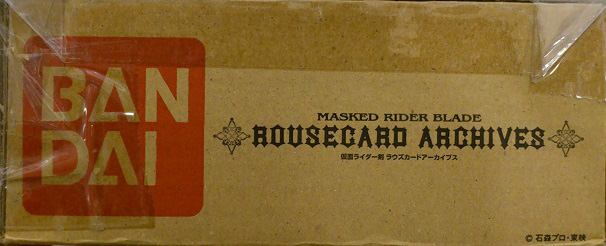 BAN
DAI
MASKED RIDER BLADE
ROUSECARD ARCHIVES
仮面ライダー剣 ラウズカードアーカイブス
© 石森プロ・東映